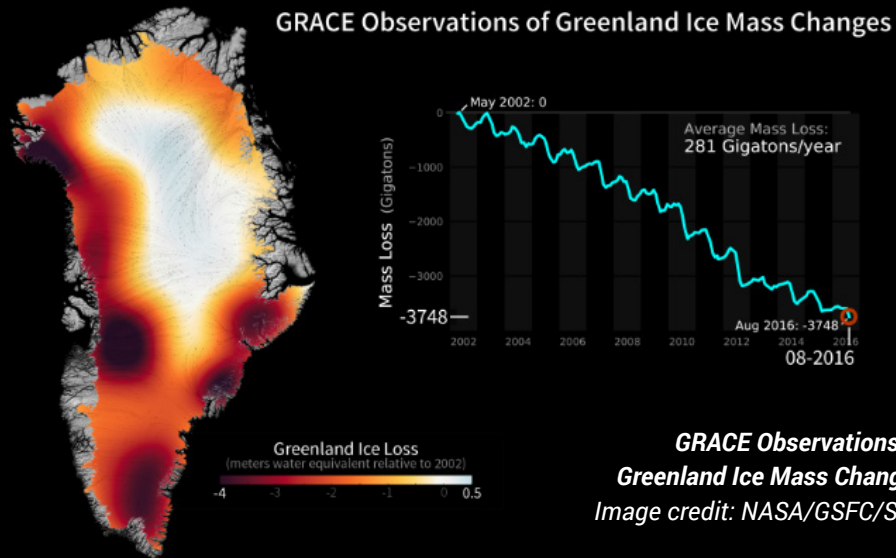 GRACE Observations of Greenland Ice Mass Changes
May 2002: 0
Average Mass Loss:
281 Gigatons/year
Mass Loss (Gigatons)
0
−1000
−2000
−3000
-3748
Aug 2016: -3748
2002 2004 2006 2008 2010 2012 2014 2016
08-2016
Greenland Ice Loss
(meters water equivalent relative to 2002)
-4 -3 -2 -1 0 0.5
GRACE Observations
Greenland Ice Mass Chang
Image credit: NASA/GSFC/S